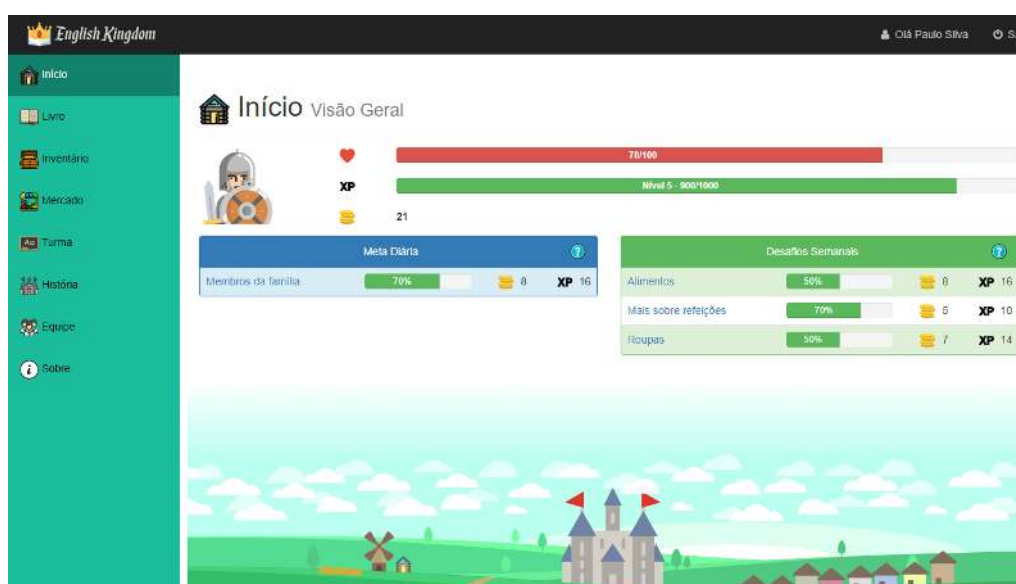 English Kingdom
Olá Paulo Silva
S
Início
Livro
Inventário
Mercado
Turma
História
Equipe
Sobre
Início Visão Geral
78/100
XP Nível 5 - 900/1000
21
Meta Diária ?
Membros da família 70% 8 XP 16
Desafios Semanais ?
Alimentos 50% 8 XP 16
Mais sobre refeições 70% 5 XP 10
Roupas 50% 7 XP 14